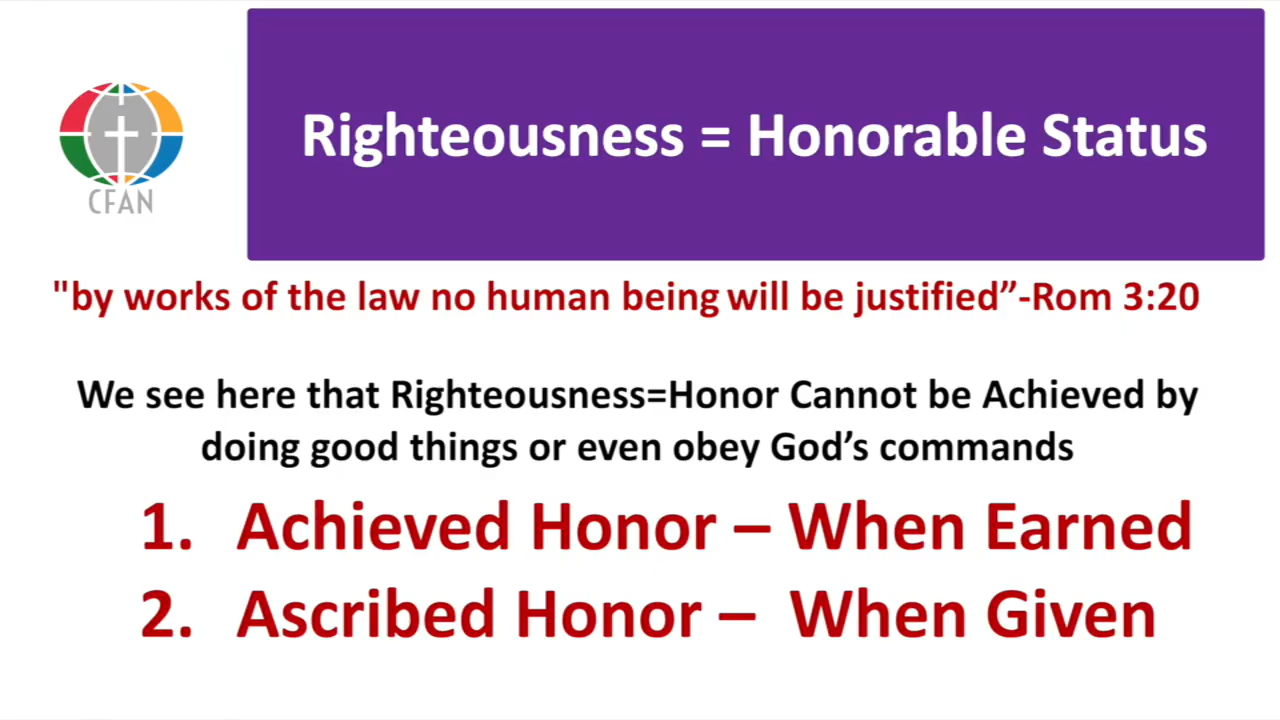 CFAN
Righteousness = Honorable Status
"by works of the law no human being will be justified”-Rom 3:20
We see here that Righteousness=Honor Cannot be Achieved by
doing good things or even obey God’s commands
1. Achieved Honor – When Earned
2. Ascribed Honor – When Given